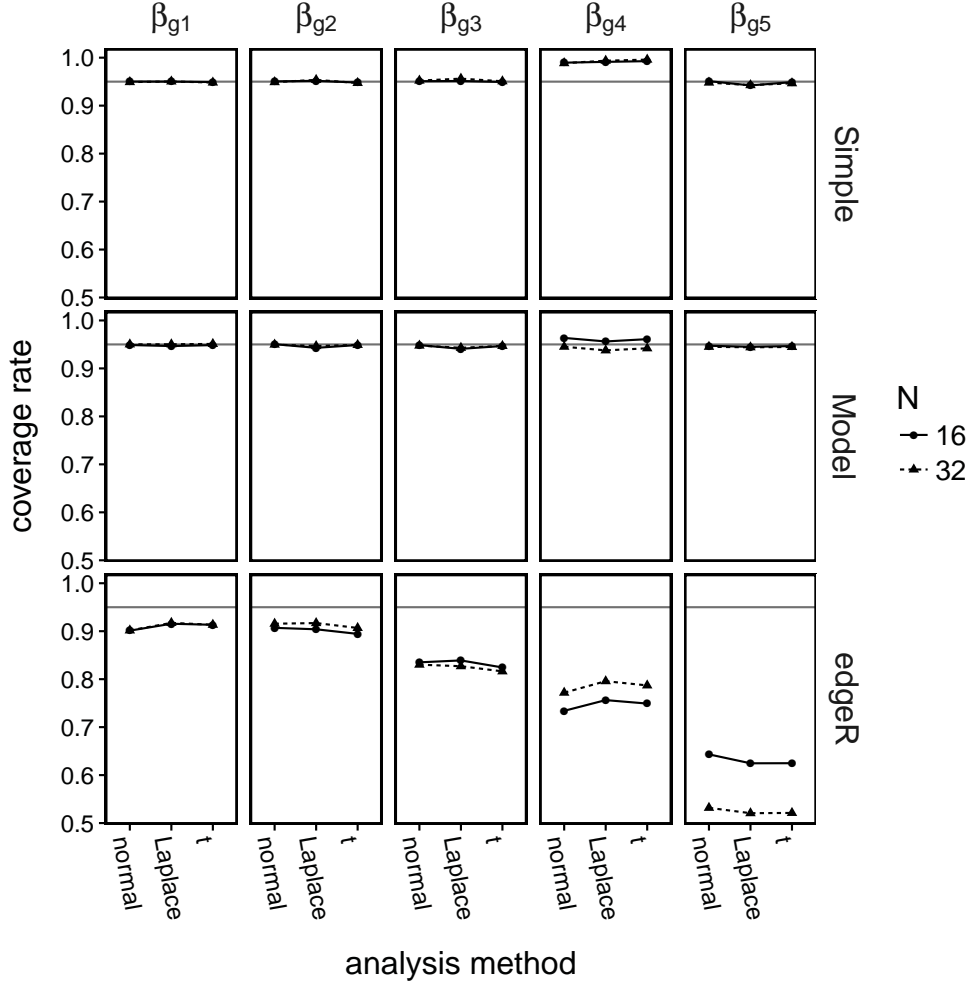 βg1 βg2 βg3 βg4 βg5
1.0
0.9
0.8
0.7
0.6
0.5
Simple
1.0
0.9
0.8
0.7
0.6
0.5
Model
1.0
0.9
0.8
0.7
0.6
0.5
edgeR
coverage rate
normal Laplace t normal Laplace t normal Laplace t normal Laplace t normal Laplace t
analysis method
N
16
32